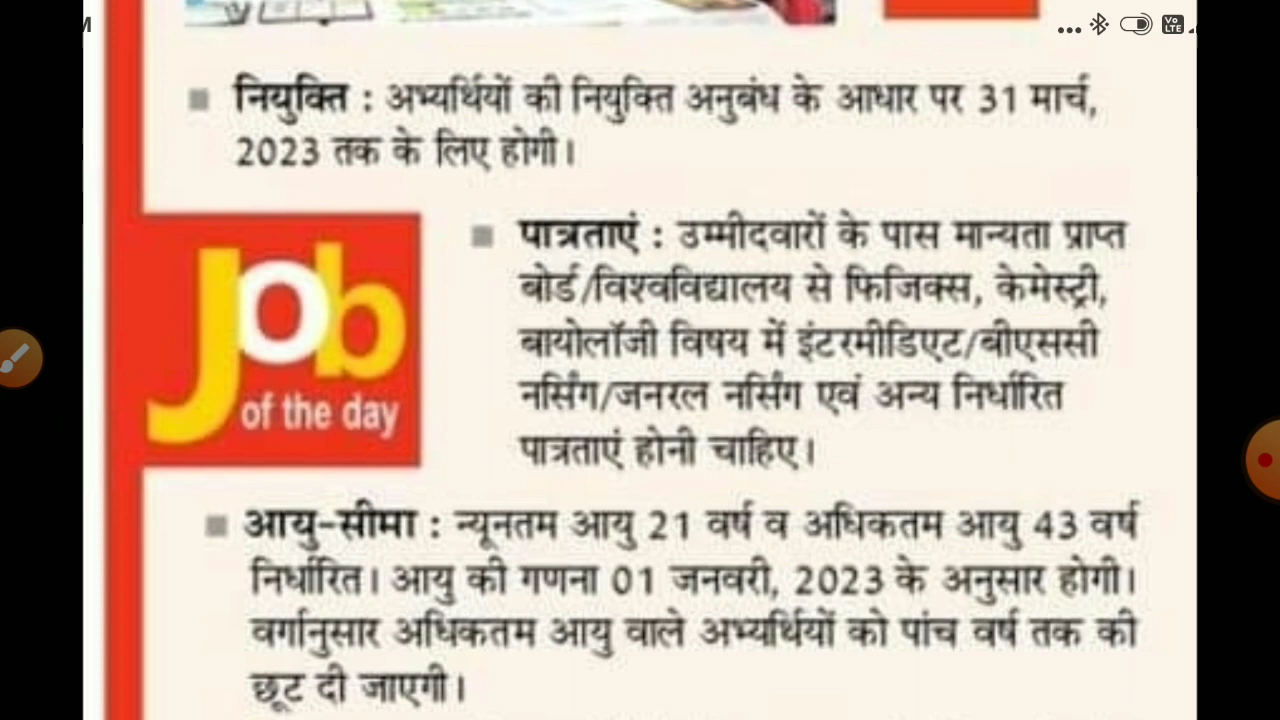 M
VoLTE
नियुक्ति : अभ्यर्थियों की नियुक्ति अनुबंध के आधार पर 31 मार्च,
2023 तक के लिए होगी।
Job
of the day
पात्रताएं : उम्मीदवारों के पास मान्यता प्राप्त
बोर्ड/विश्वविद्यालय से फिजिक्स, केमेस्ट्री,
बायोलॉजी विषय में इंटरमीडिएट/बीएससी
नर्सिंग/जनरल नर्सिंग एवं अन्य निर्धारित
पात्रताएं होनी चाहिए।
आयु-सीमा : न्यूनतम आयु 21 वर्ष व अधिकतम आयु 43 वर्ष
निर्धारित। आयु की गणना 01 जनवरी, 2023 के अनुसार होगी।
वर्गानुसार अधिकतम आयु वाले अभ्यर्थियों को पांच वर्ष तक की
छूट दी जाएगी।